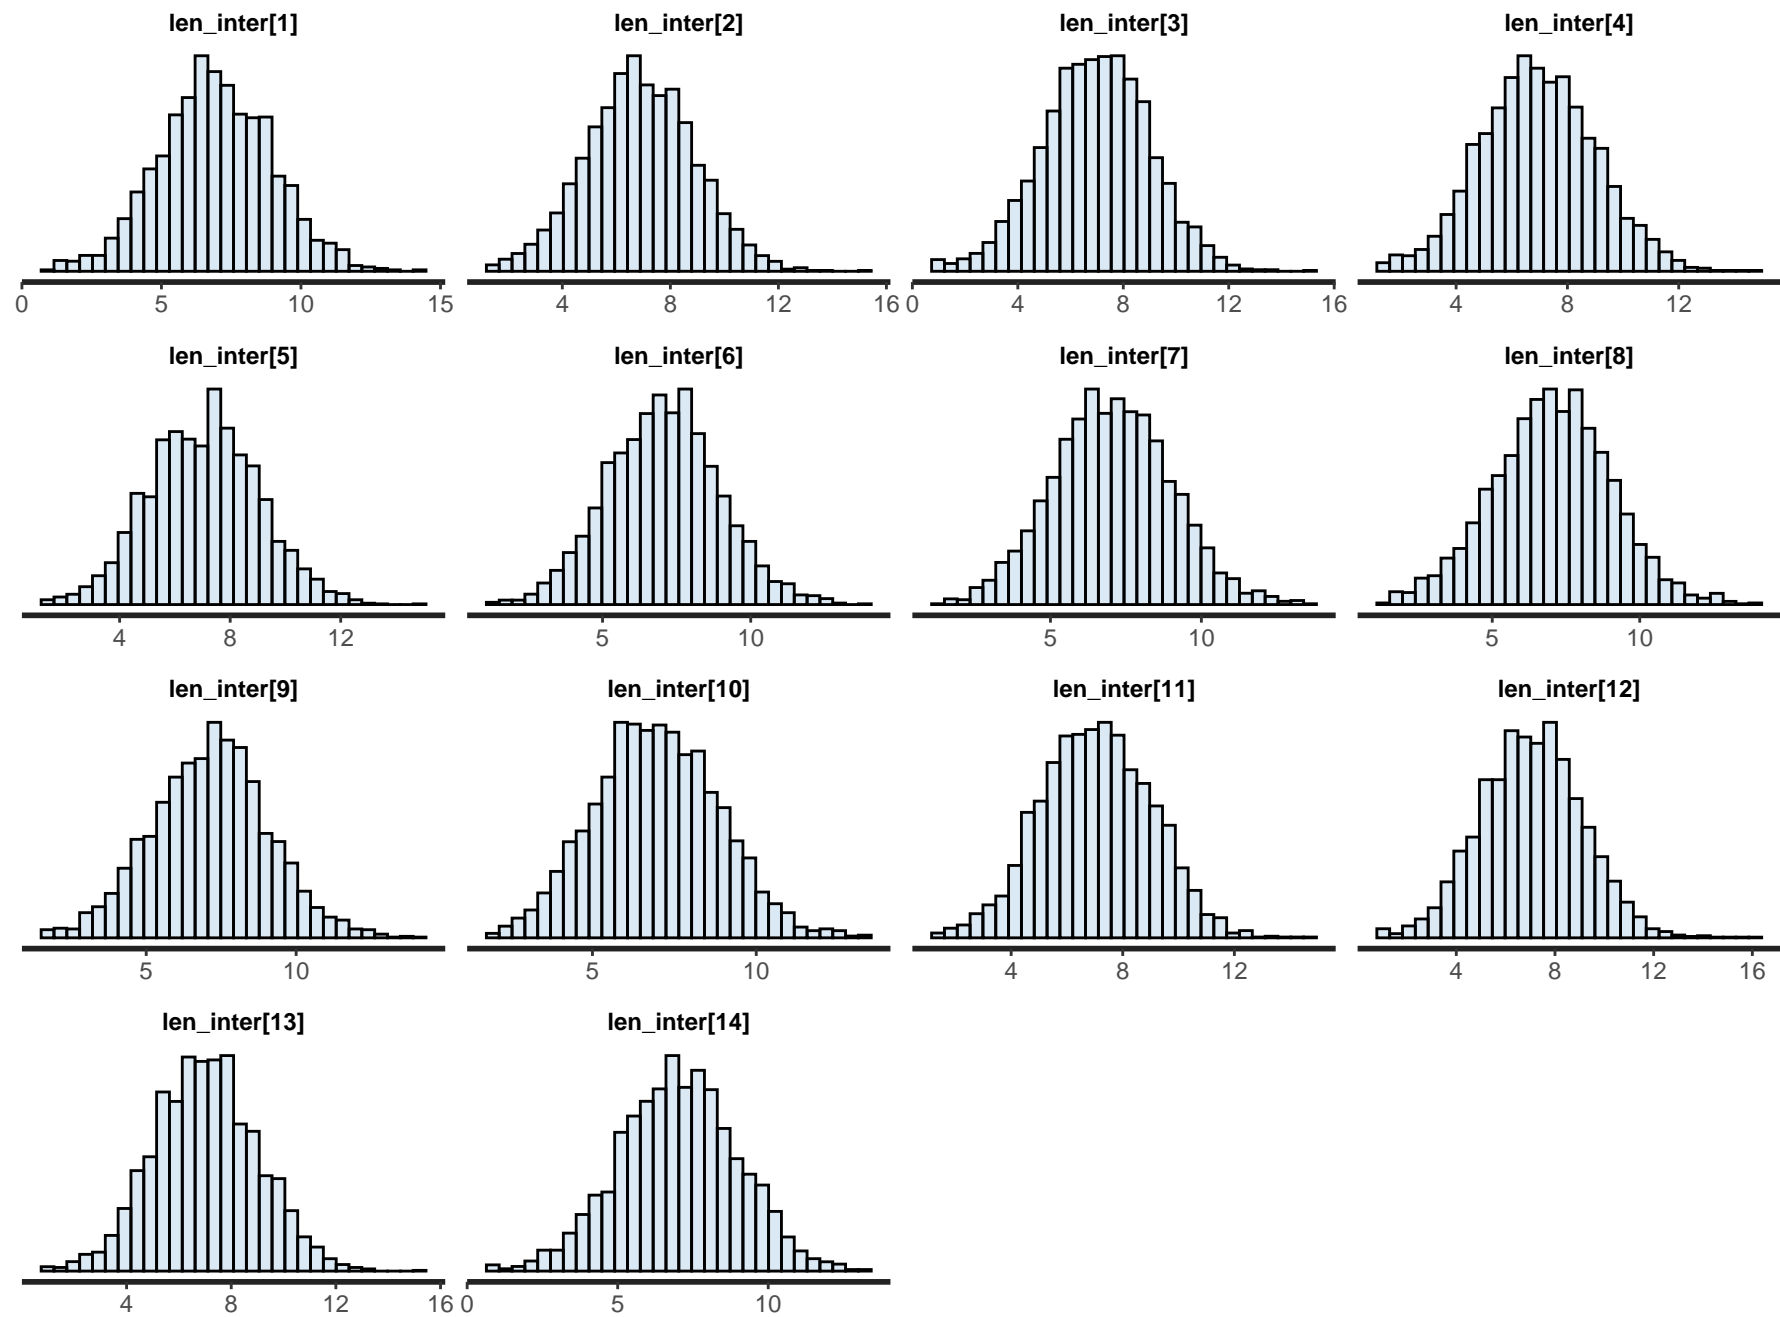 len_inter[1] len_inter[2] len_inter[3] len_inter[4]
0 5 10 15 4 8 12 16 0 4 8 12 16 4 8 12
len_inter[5] len_inter[6] len_inter[7] len_inter[8]
4 8 12 5 10 5 10 5 10
len_inter[9] len_inter[10] len_inter[11] len_inter[12]
5 10 5 10 4 8 12 4 8 12 16
len_inter[13] len_inter[14]
4 8 12 16 0 5 10